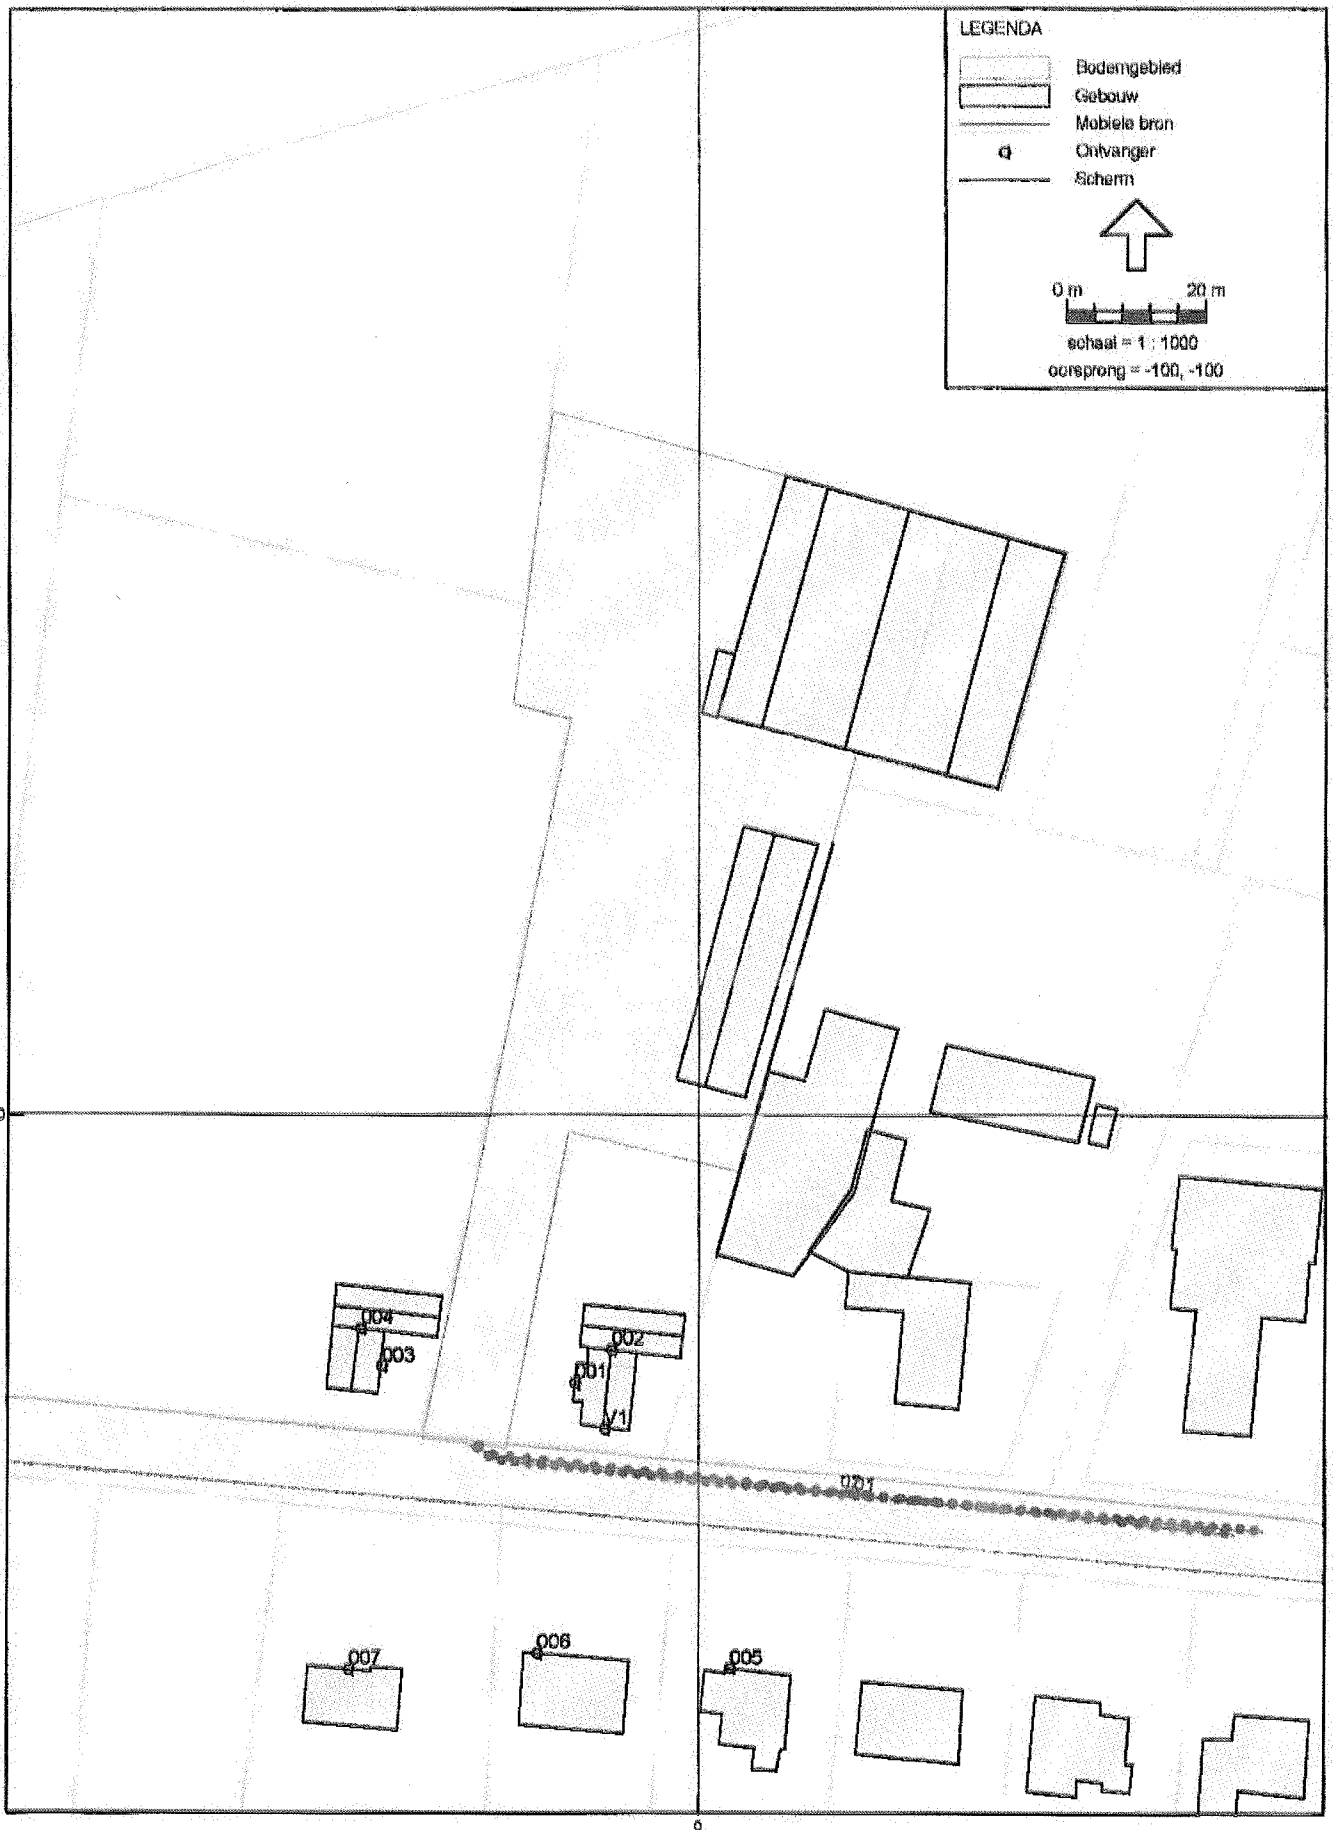 LEGENDA
Bodemgebied
Gebouw
Mobiele bron
Ontvanger
Scherm
0 m 20 m
schaal = 1 : 1000
oorsprong = -100, -100
0
004
003
002
001
V1
007
006
005
0